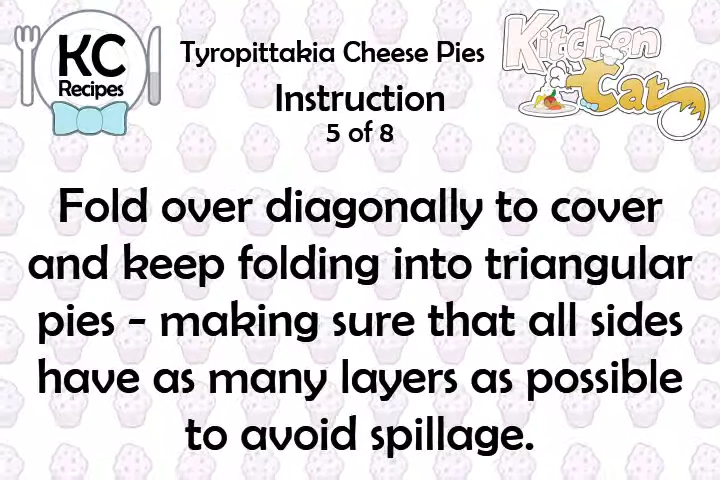 KC
Recipes
Tyropittakia Cheese Pies
Instruction
5 of 8
Kitchen
Cat
Fold over diagonally to cover
and keep folding into triangular
pies - making sure that all sides
have as many layers as possible
to avoid spillage.